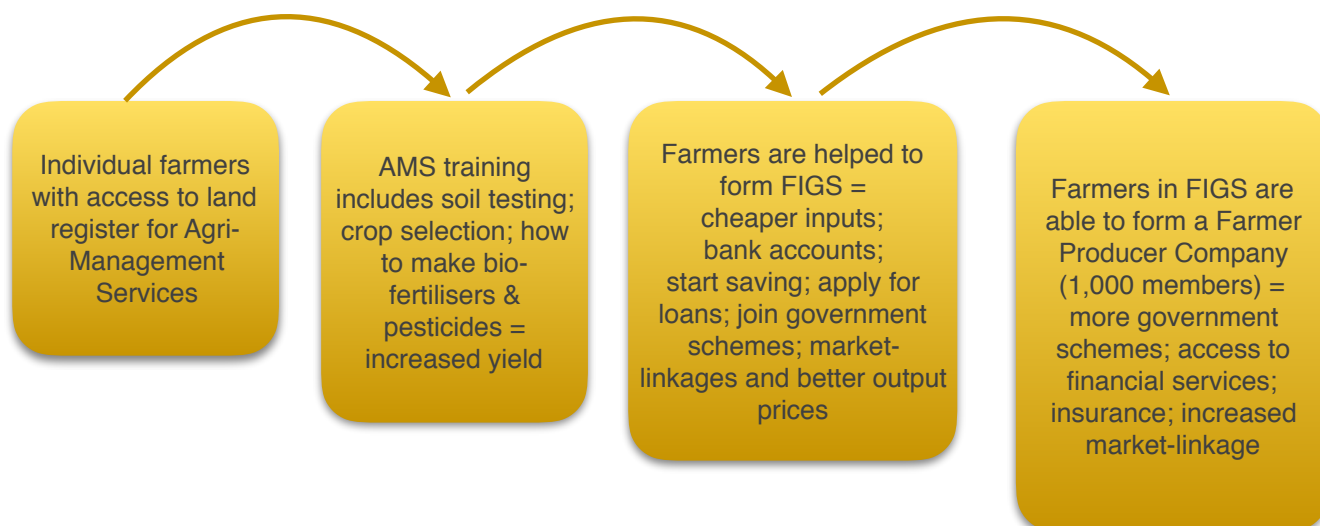 Individual farmers
with access to land
register for Agri-
Management
Services
AMS training
includes soil testing;
crop selection; how
to make bio-
fertilisers &
pesticides =
increased yield
Farmers are helped to
form FIGS =
cheaper inputs;
bank accounts;
start saving; apply for
loans; join government
schemes; market-
linkages and better output
prices
Farmers in FIGS are
able to form a Farmer
Producer Company
(1,000 members) =
more government
schemes; access to
financial services;
insurance; increased
market-linkage